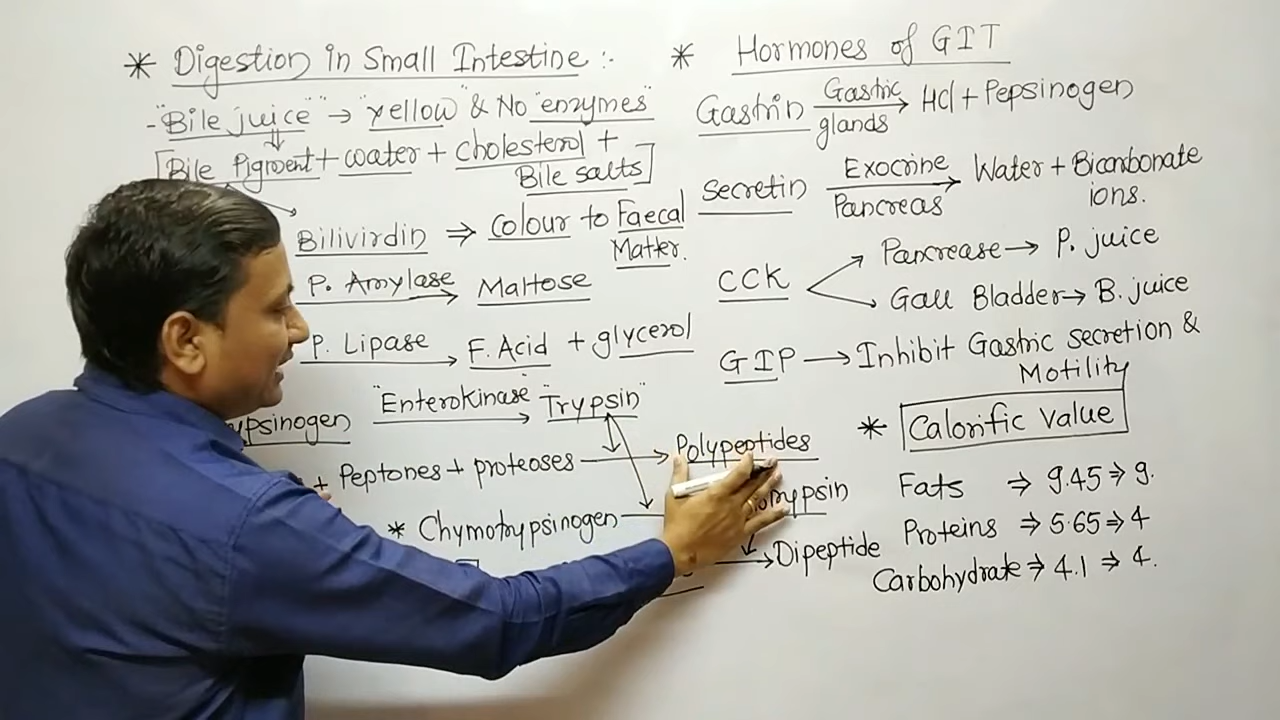 * Digestion in Small Intestine :-
- "Bile juice" → "yellow" & No "enzymes"
⇓
[Bile Pigment + water + cholesterol +
Bile salts]
Bilivirdin ⇒ colour to Faecal
Matter.
P. Amylase → Maltose
P. Lipase → F. Acid + glycerol
ypsinogen "Enterokinase" → "Trypsin"
+ Peptones + proteoses → Polypeptides
* Chymotrypsinogen
Dipeptide
* Hormones of GIT
Gastrin Gastric glands → HCl + Pepsinogen
Secretin Exocrine Pancreas → Water + Bicarbonate
ions.
CCK
Pancrease → P. juice
Gall Bladder → B. juice
GIP → Inhibit Gastric secretion &
Motility
* Calorific value
Fats ⇒ 9.45 ⇒ 9.
Proteins ⇒ 5.65 ⇒ 4
Carbohydrate ⇒ 4.1 ⇒ 4.